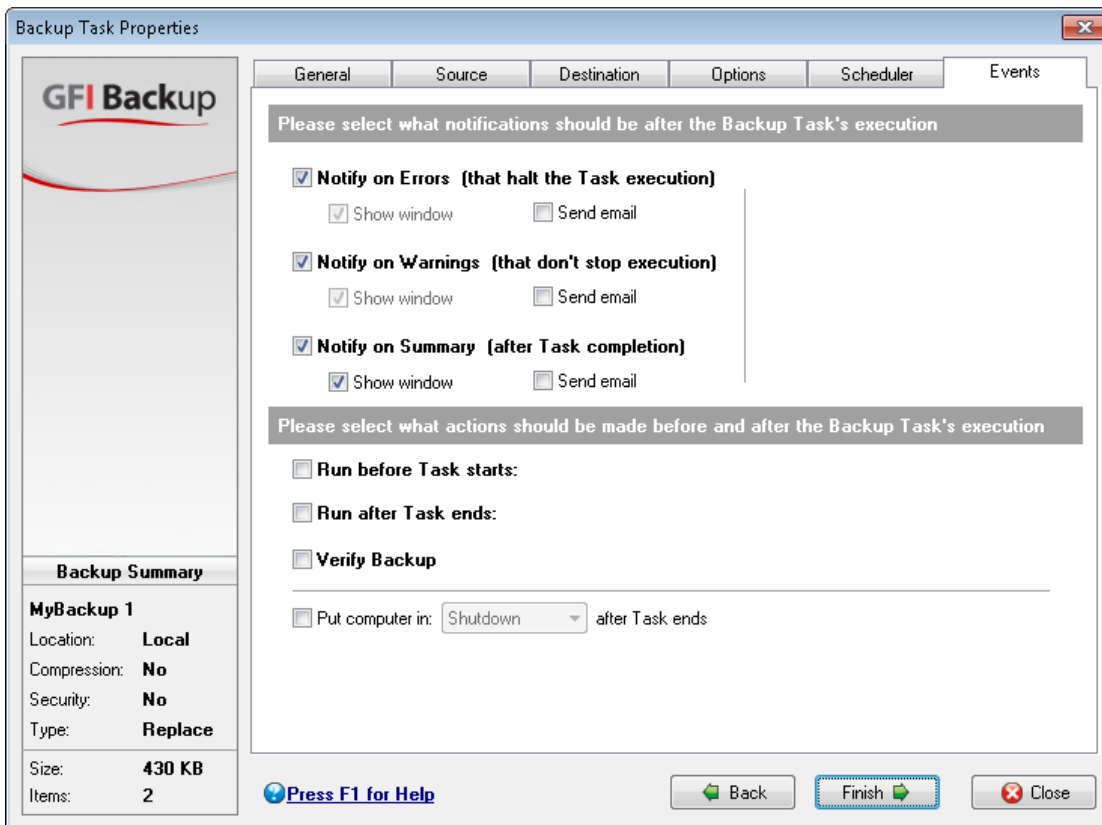 Backup Task Properties
GFI Backup
General Source Destination Options Scheduler Events
Please select what notifications should be after the Backup Task's execution
Notify on Errors (that halt the Task execution)
Show window Send email
Notify on Warnings (that don't stop execution)
Show window Send email
Notify on Summary (after Task completion)
Show window Send email
Please select what actions should be made before and after the Backup Task's execution
Run before Task starts:
Run after Task ends:
Verify Backup
Put computer in: Shutdown after Task ends
Backup Summary
MyBackup 1
Location: Local
Compression: No
Security: No
Type: Replace
Size: 430 KB
Items: 2
Press F1 for Help
Back Finish Close